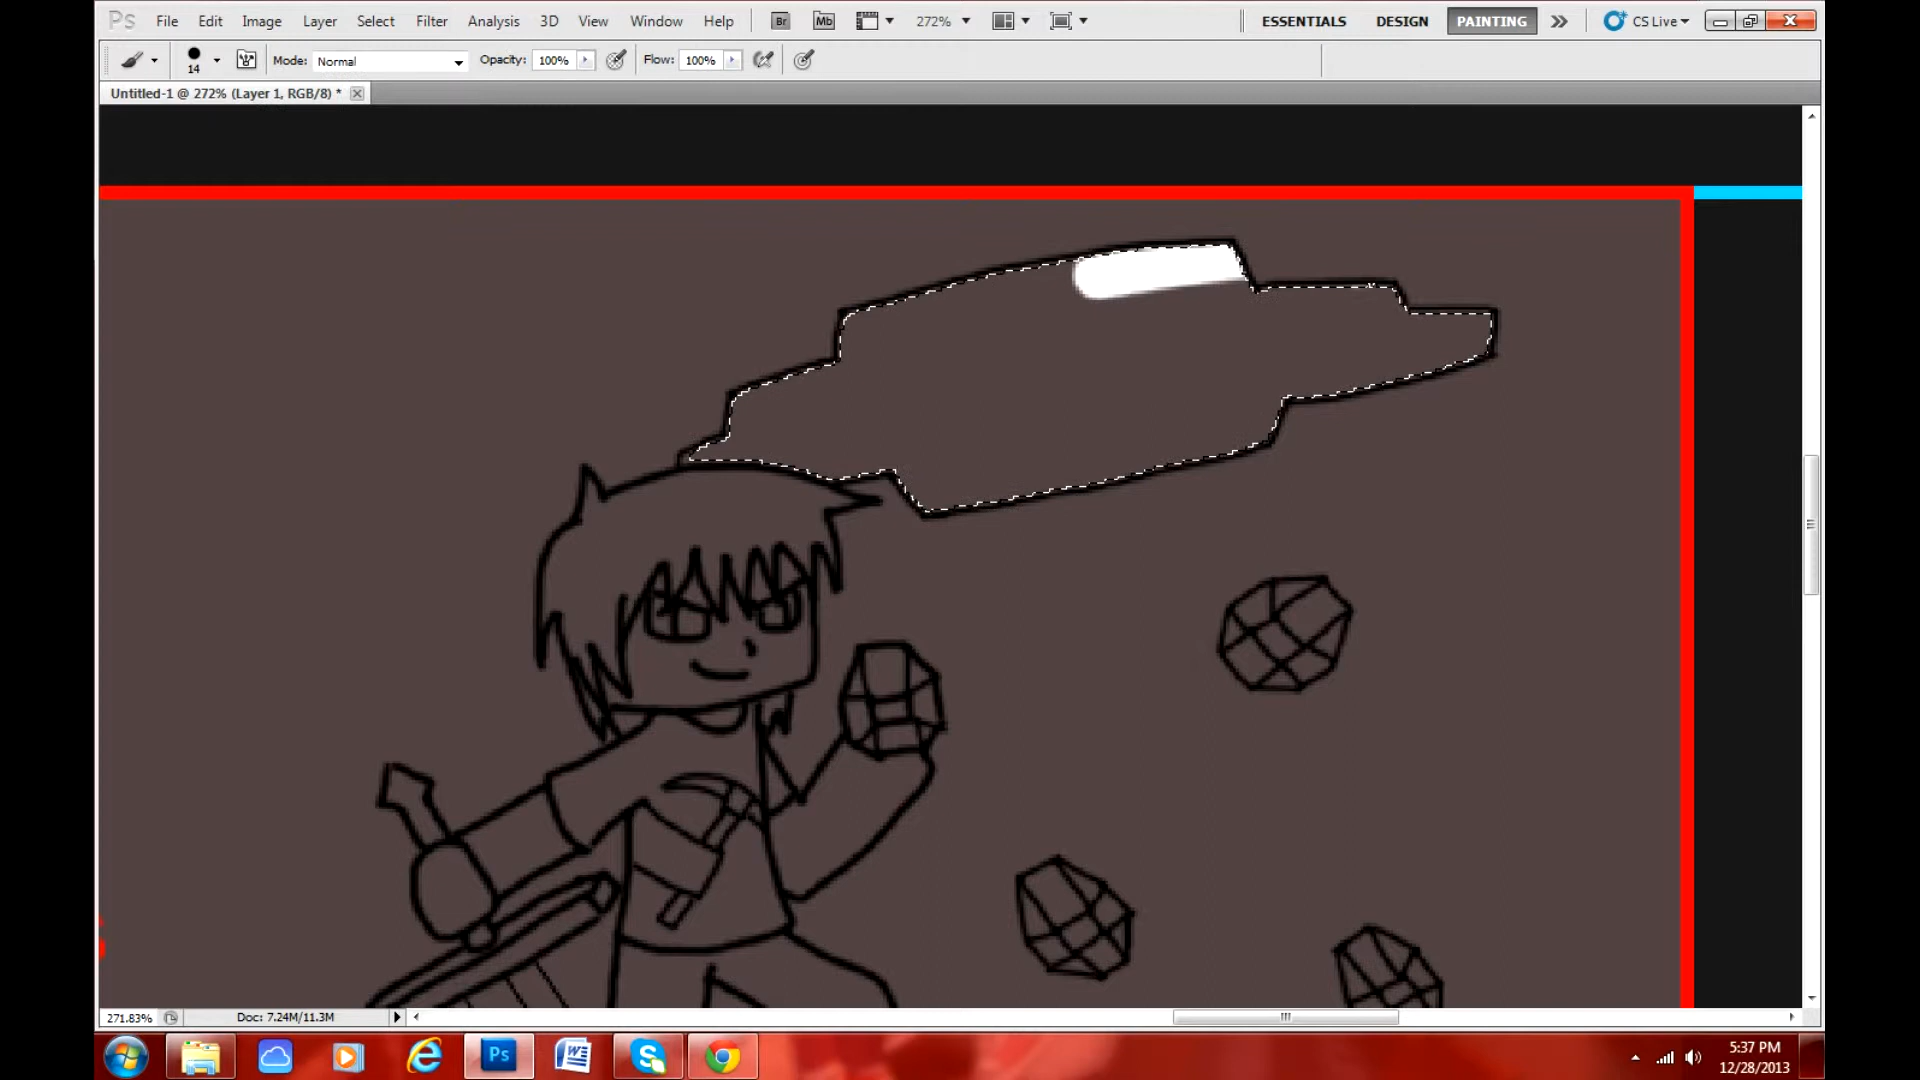 Ps File Edit Image Layer Select Filter Analysis 3D View Window Help Br Mb 272% ESSENTIALS DESIGN PAINTING CS Live
14 Mode: Normal Opacity: 100% Flow: 100%
Untitled-1 @ 272% (Layer 1, RGB/8) *
271.83% Doc: 7.24M/11.3M
Ps
5:37 PM
12/28/2013